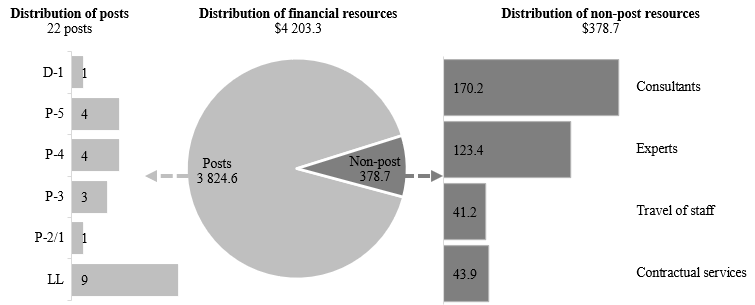 Distribution of posts
22 posts
D-1 1
P-5 4
P-4 4
P-3 3
P-2/1 1
LL 9
Distribution of financial resources
$4 203.3
Posts
3 824.6
Non-post
378.7
Distribution of non-post resources
$378.7
170.2 Consultants
123.4 Experts
41.2 Travel of staff
43.9 Contractual services